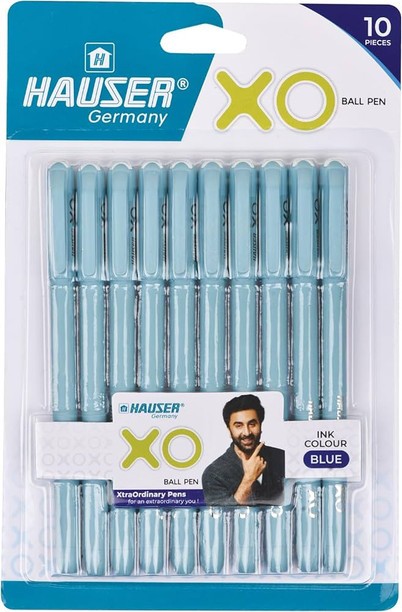 10
PIECES
HAUSER®
Germany
XO BALL PEN
HAUSER®
Germany
XO
BALL PEN
XtraOrdinary Pens
for an extraordinary you!
INK
COLOUR
BLUE